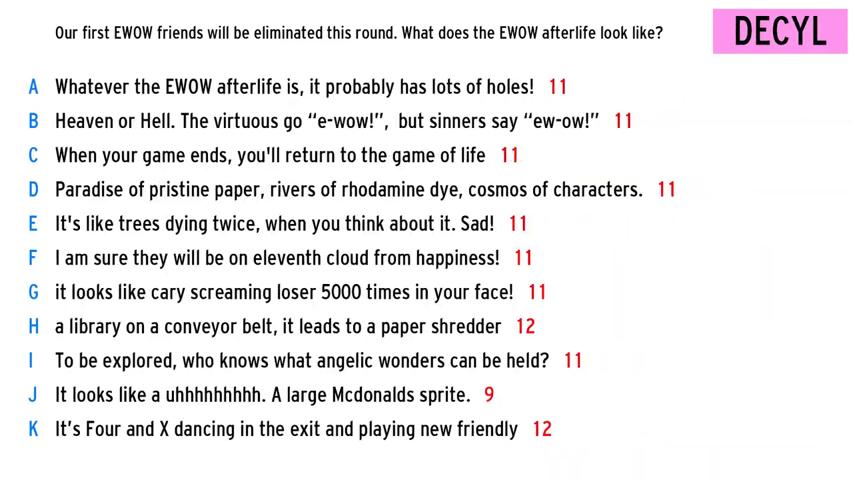 Our first EWOW friends will be eliminated this round. What does the EWOW afterlife look like?
DECYL
A Whatever the EWOW afterlife is, it probably has lots of holes! 11
B Heaven or Hell. The virtuous go “e-wow!”, but sinners say “ew-ow!” 11
C When your game ends, you'll return to the game of life 11
D Paradise of pristine paper, rivers of rhodamine dye, cosmos of characters. 11
E It's like trees dying twice, when you think about it. Sad! 11
F I am sure they will be on eleventh cloud from happiness! 11
G it looks like cary screaming loser 5000 times in your face! 11
H a library on a conveyor belt, it leads to a paper shredder 12
I To be explored, who knows what angelic wonders can be held? 11
J It looks like a uhhhhhhhhh. A large Mcdonalds sprite. 9
K It’s Four and X dancing in the exit and playing new friendly 12